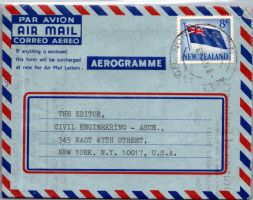 PAR AVION
AIR MAIL
CORREO AEREO
If anything is enclosed,
this form will be surcharged
at rate for Air Mail Letters.
AEROGRAMME
8c
NEW ZEALAND
THE EDITOR,
CIVIL ENGINEERING - ASCE.,
345 EAST 47TH STREET,
NEW YORK, N.Y. 10017, U.S.A.